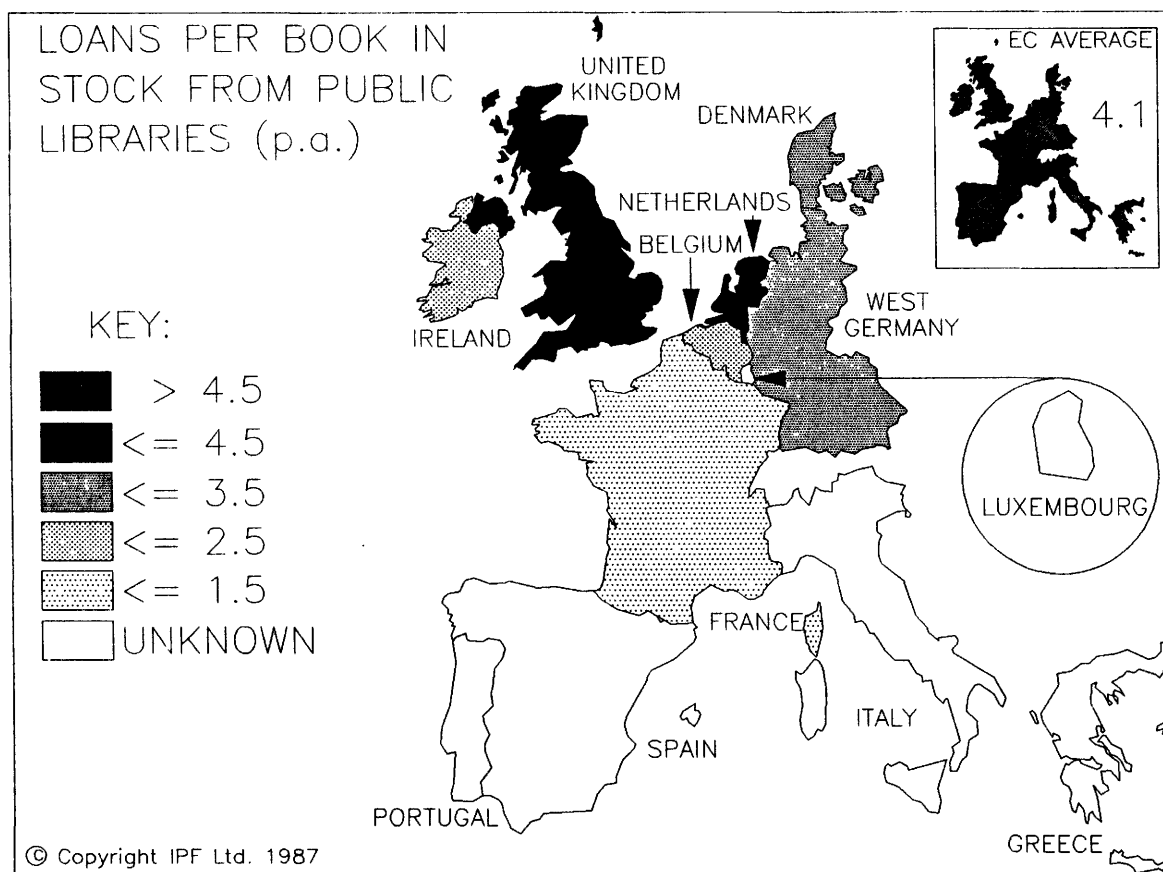 LOANS PER BOOK IN
STOCK FROM PUBLIC
LIBRARIES (p.a.)
UNITED
KINGDOM
DENMARK
EC AVERAGE
4.1
NETHERLANDS
BELGIUM
IRELAND
WEST
GERMANY
KEY:
> 4.5
<= 4.5
<= 3.5
<= 2.5
<= 1.5
UNKNOWN
LUXEMBOURG
FRANCE
ITALY
SPAIN
PORTUGAL
GREECE
© Copyright IPF Ltd. 1987